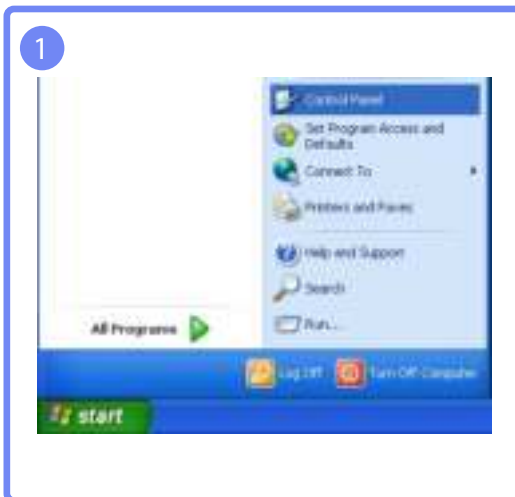 1
Control Panel
Set Program Access and
Defaults
Connect To
Printers and Faxes
Help and Support
Search
Run...
All Programs
Log Off
Turn Off Computer
start